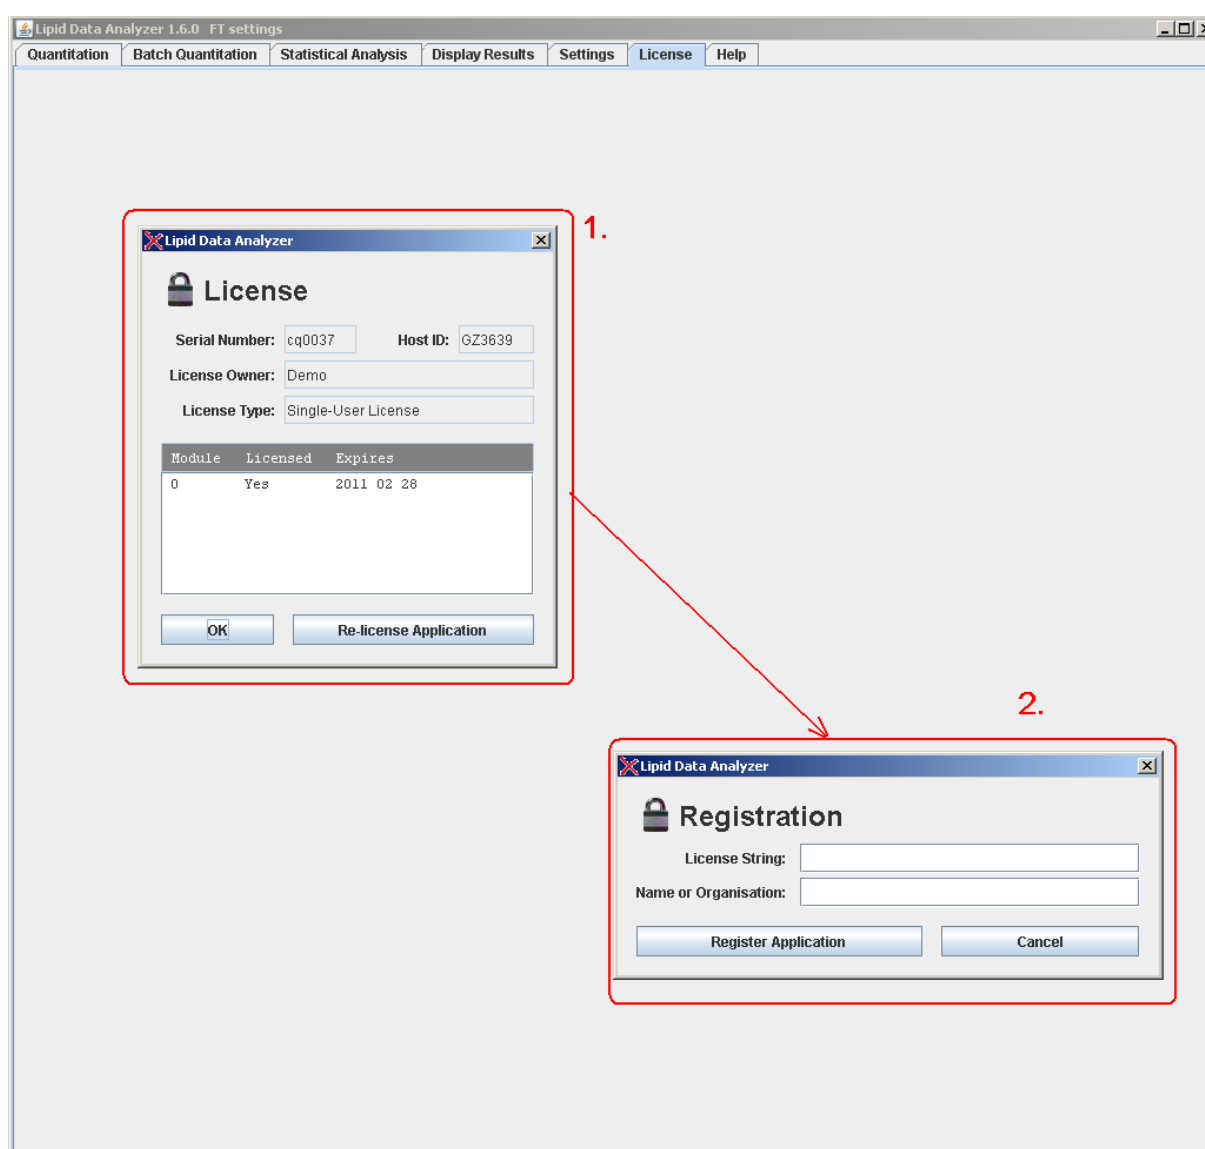 Lipid Data Analyzer 1.6.0 FT settings
Quantitation Batch Quantitation Statistical Analysis Display Results Settings License Help
1.
Lipid Data Analyzer
License
Serial Number: cq0037 Host ID: GZ3639
License Owner: Demo
License Type: Single-User License
Module Licensed Expires
0 Yes 2011 02 28
OK Re-license Application
2.
Lipid Data Analyzer
Registration
License String:
Name or Organisation:
Register Application Cancel